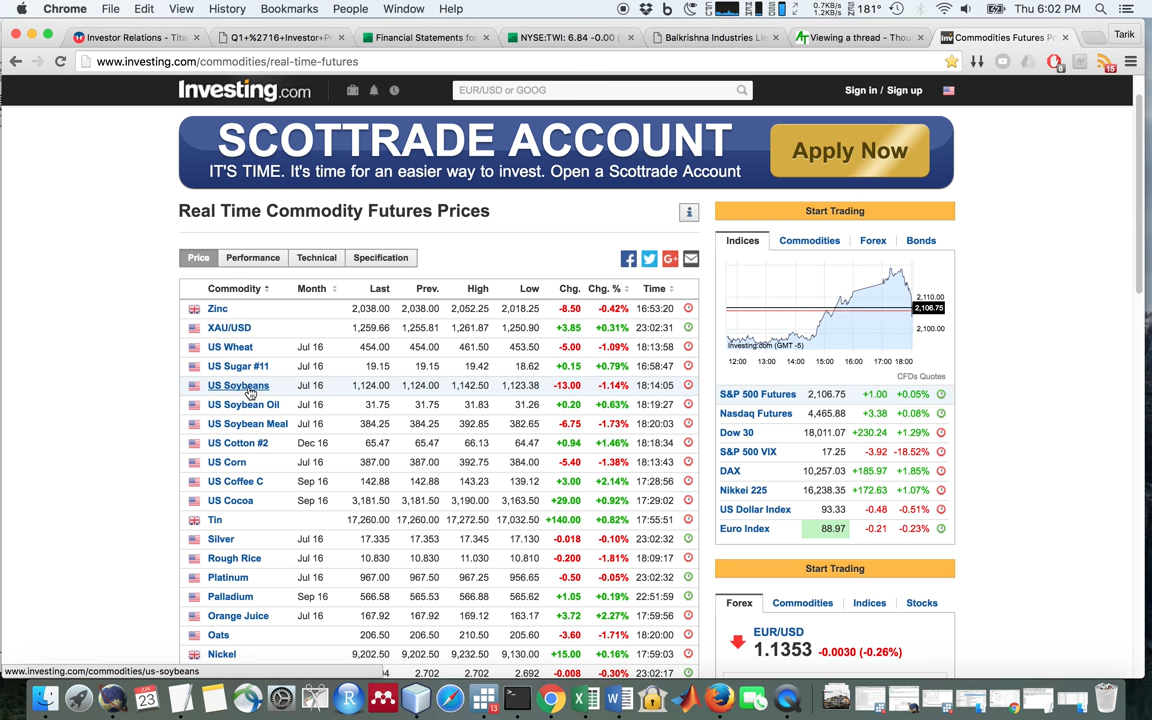 Chrome File Edit View History Bookmarks People Window Help 0.7KB/s 1.2KB/s 181° Thu 6:02 PM
Investor Relations - Tita Q1+%2716+Investor+P Financial Statements fo NYSE:TWI: 6.84 -0.00 ( Balkrishna Industries Lim Viewing a thread - Thou Commodities Futures Pr Tarik
www.investing.com/commodities/real-time-futures 8 15
Investing.com EUR/USD or GOOG Sign in / Sign up
SCOTTRADE ACCOUNT
IT'S TIME. It's time for an easier way to invest. Open a Scottrade Account
Apply Now
Real Time Commodity Futures Prices i
Price Performance Technical Specification
Commodity Month Last Prev. High Low Chg. Chg. % Time
Zinc 2,038.00 2,038.00 2,052.25 2,018.25 -8.50 -0.42% 16:53:20
XAU/USD 1,259.66 1,255.81 1,261.87 1,250.90 +3.85 +0.31% 23:02:31
US Wheat Jul 16 454.00 454.00 461.50 453.50 -5.00 -1.09% 18:13:58
US Sugar #11 Jul 16 19.15 19.15 19.42 18.62 +0.15 +0.79% 16:58:47
US Soybeans Jul 16 1,124.00 1,124.00 1,142.50 1,123.38 -13.00 -1.14% 18:14:05
US Soybean Oil Jul 16 31.75 31.75 31.83 31.26 +0.20 +0.63% 18:19:27
US Soybean Meal Jul 16 384.25 384.25 392.85 382.65 -6.75 -1.73% 18:20:03
US Cotton #2 Dec 16 65.47 65.47 66.13 64.47 +0.94 +1.46% 18:18:34
US Corn Jul 16 387.00 387.00 392.75 384.00 -5.40 -1.38% 18:13:43
US Coffee C Sep 16 142.88 142.88 143.23 139.12 +3.00 +2.14% 17:28:56
US Cocoa Sep 16 3,181.50 3,181.50 3,190.00 3,163.50 +29.00 +0.92% 17:29:02
Tin 17,260.00 17,260.00 17,272.50 17,032.50 +140.00 +0.82% 17:55:51
Silver Jul 16 17.335 17.353 17.345 17.130 -0.018 -0.10% 23:02:32
Rough Rice Jul 16 10.830 10.830 11.030 10.810 -0.200 -1.81% 18:09:17
Platinum Jul 16 967.00 967.50 967.25 956.65 -0.50 -0.05% 23:02:32
Palladium Sep 16 566.58 565.53 566.88 565.62 +1.05 +0.19% 22:51:59
Orange Juice Jul 16 167.92 167.92 169.12 163.17 +3.72 +2.27% 17:59:56
Oats 206.50 206.50 210.50 205.60 -3.60 -1.71% 18:20:00
Nickel 9,202.50 9,202.50 9,232.50 9,130.00 +15.00 +0.16% 17:59:03
2.702 2.702 2.692 -0.008 -0.30% 23:02:32
www.investing.com/commodities/us-soybeans
Start Trading
Indices Commodities Forex Bonds
2,110.00
2,106.75
2,100.00
Investing.com (GMT -5)
12:00 13:00 14:00 15:00 16:00 17:00 18:00
CFDs Quotes
S&P 500 Futures 2,106.75 +1.00 +0.05%
Nasdaq Futures 4,465.88 +3.38 +0.08%
Dow 30 18,011.07 +230.24 +1.29%
S&P 500 VIX 17.25 -3.92 -18.52%
DAX 10,257.03 +185.97 +1.85%
Nikkei 225 16,238.35 +172.63 +1.07%
US Dollar Index 93.33 -0.48 -0.51%
Euro Index 88.97 -0.21 -0.23%
Start Trading
Forex Commodities Indices Stocks
EUR/USD
1.1353 -0.0030 (-0.26%)
JUN
23
13